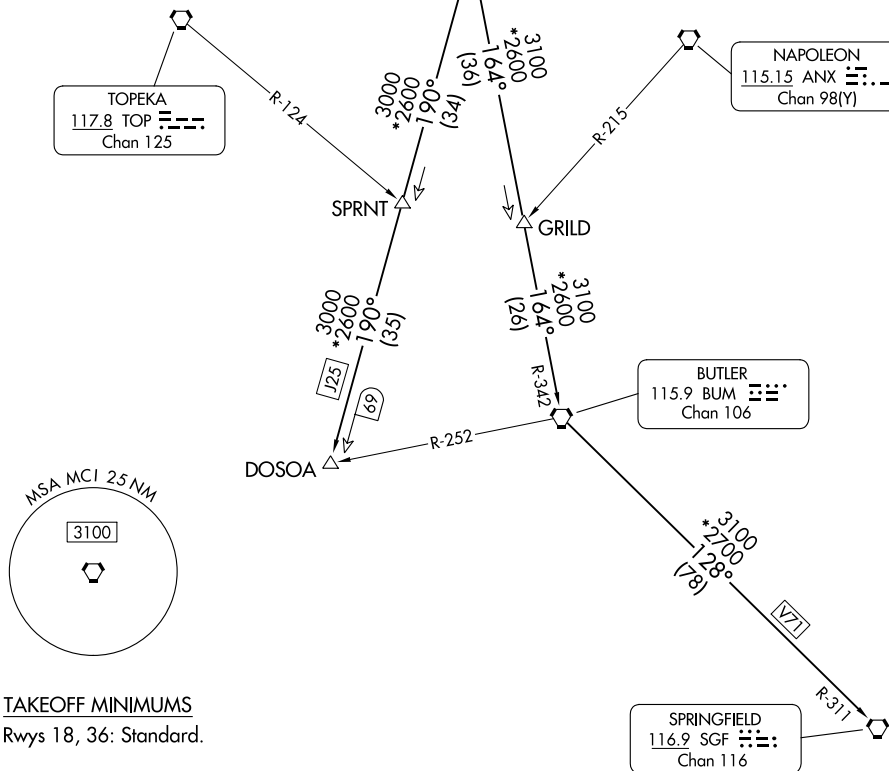 TOPEKA
117.8 TOP
Chan 125
R-124
3000
*2600
190°
(34)
3100
*2600
164°
(36)
R-215
NAPOLEON
115.15 ANX
Chan 98(Y)
SPRNT
GRILD
3000
*2600
190°
(35)
J25
69
3100
*2600
164°
(26)
R-342
BUTLER
115.9 BUM
Chan 106
R-252
DOSOA
MSA MCI 25 NM
3100
3100
*2700
128°
(78)
V71
R-311
TAKEOFF MINIMUMS
Rwys 18, 36: Standard.
SPRINGFIELD
116.9 SGF
Chan 116